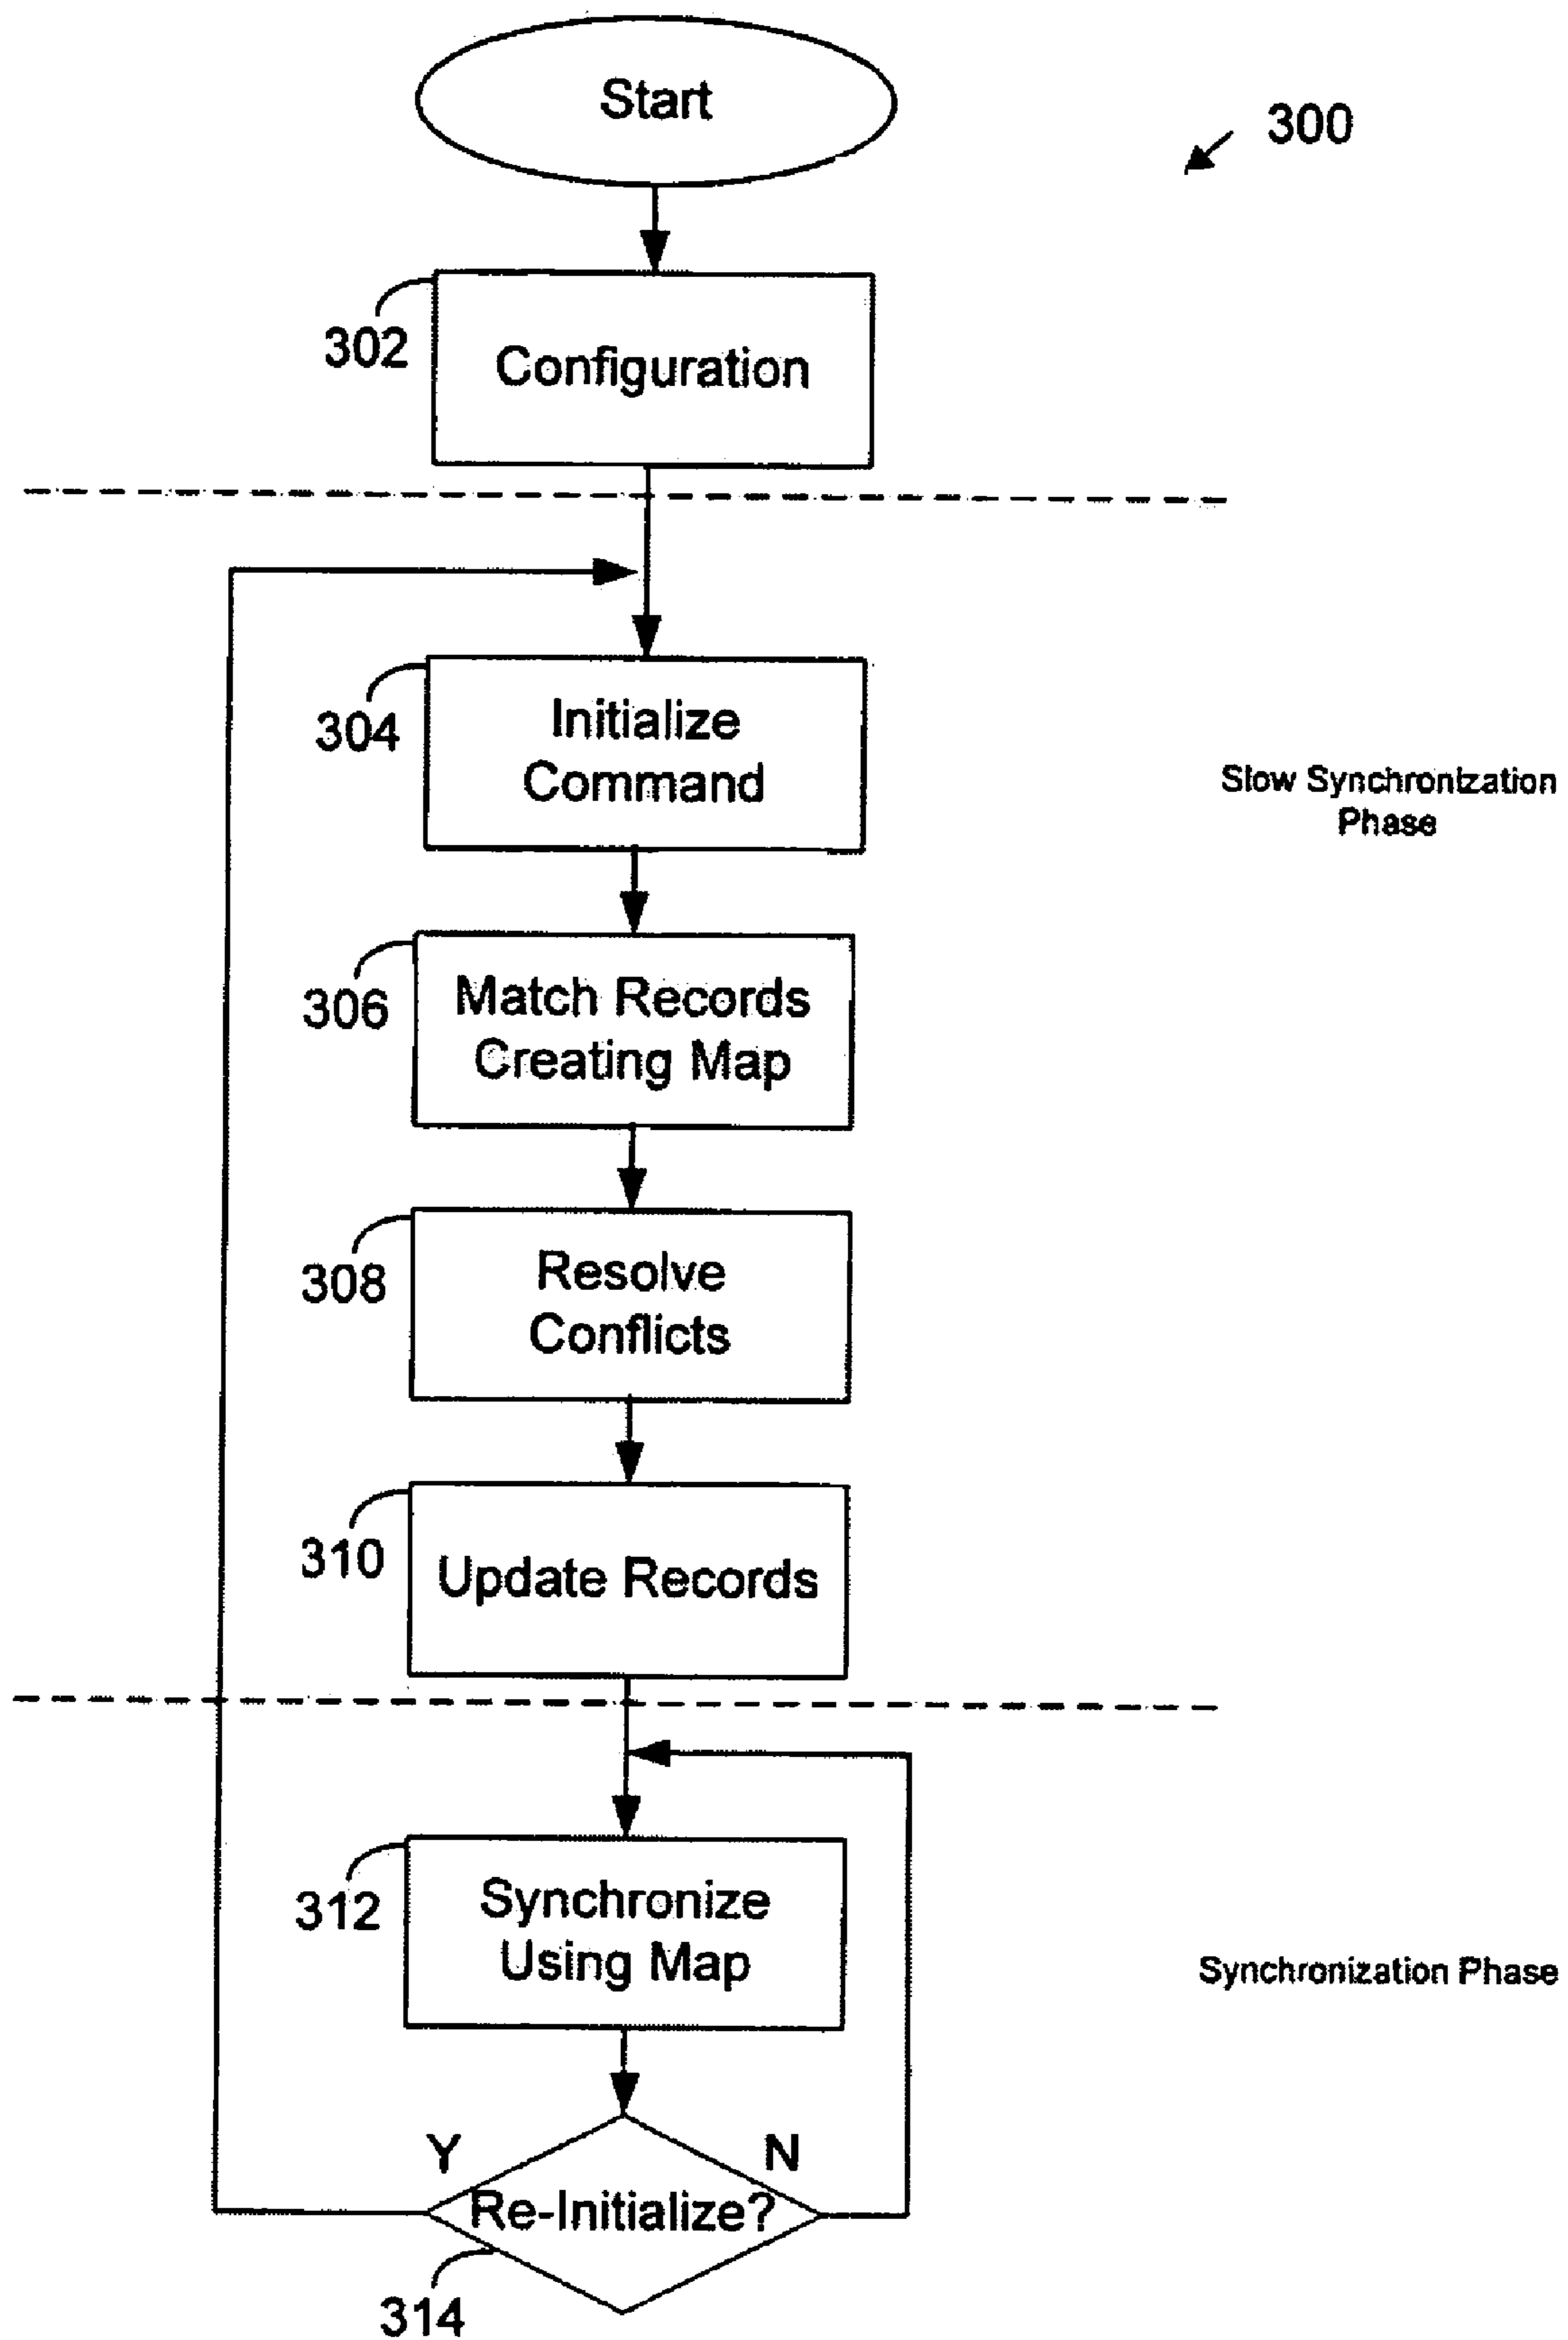 Start
300
302
Configuration
304
Initialize
Command
Slow Synchronization
Phase
306
Match Records
Creating Map
308
Resolve
Conflicts
310
Update Records
312
Synchronize
Using Map
Synchronization Phase
Y
N
Re-Initialize?
314